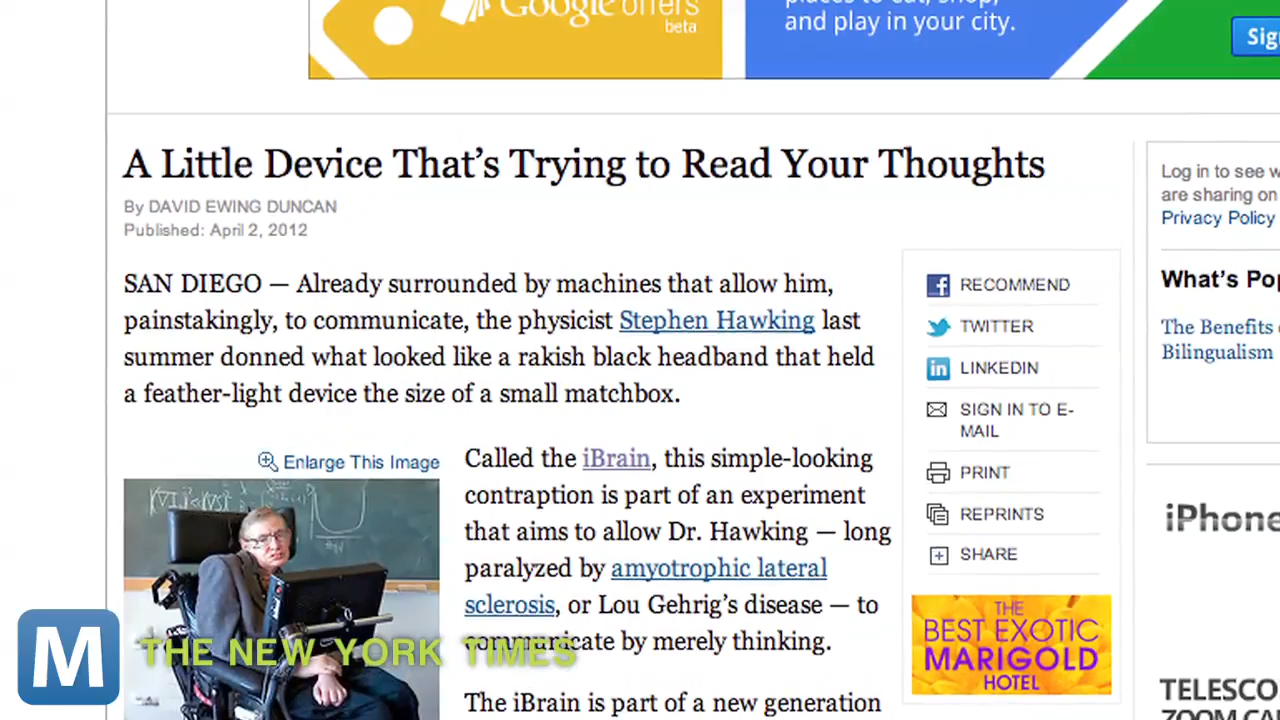 Google offers
beta
places to eat, shop,
and play in your city.
A Little Device That's Trying to Read Your Thoughts
By DAVID EWING DUNCAN
Published: April 2, 2012
SAN DIEGO — Already surrounded by machines that allow him,
painstakingly, to communicate, the physicist Stephen Hawking last
summer donned what looked like a rakish black headband that held
a feather-light device the size of a small matchbox.
Enlarge This Image
Called the iBrain, this simple-looking
contraption is part of an experiment
that aims to allow Dr. Hawking — long
paralyzed by amyotrophic lateral
sclerosis, or Lou Gehrig's disease — to
communicate by merely thinking.
The iBrain is part of a new generation
RECOMMEND
TWITTER
LINKEDIN
SIGN IN TO E-
MAIL
PRINT
REPRINTS
SHARE
THE
BEST EXOTIC
MARIGOLD
HOTEL
Log in to see w
are sharing on
Privacy Policy
What's Pop
The Benefits
Bilingualism
iPhone
TELESCO
ZOOM CA
M
THE NEW YORK TIMES